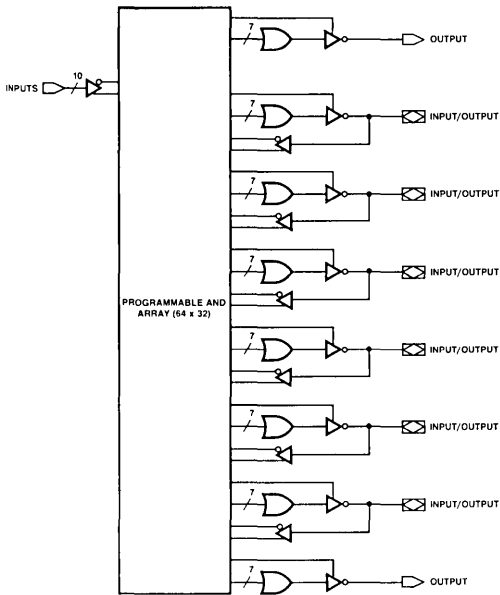 7
OUTPUT
10
INPUTS
7
INPUT/OUTPUT
7
INPUT/OUTPUT
7
INPUT/OUTPUT
PROGRAMMABLE AND
ARRAY (64 x 32)
7
INPUT/OUTPUT
7
INPUT/OUTPUT
7
INPUT/OUTPUT
7
OUTPUT